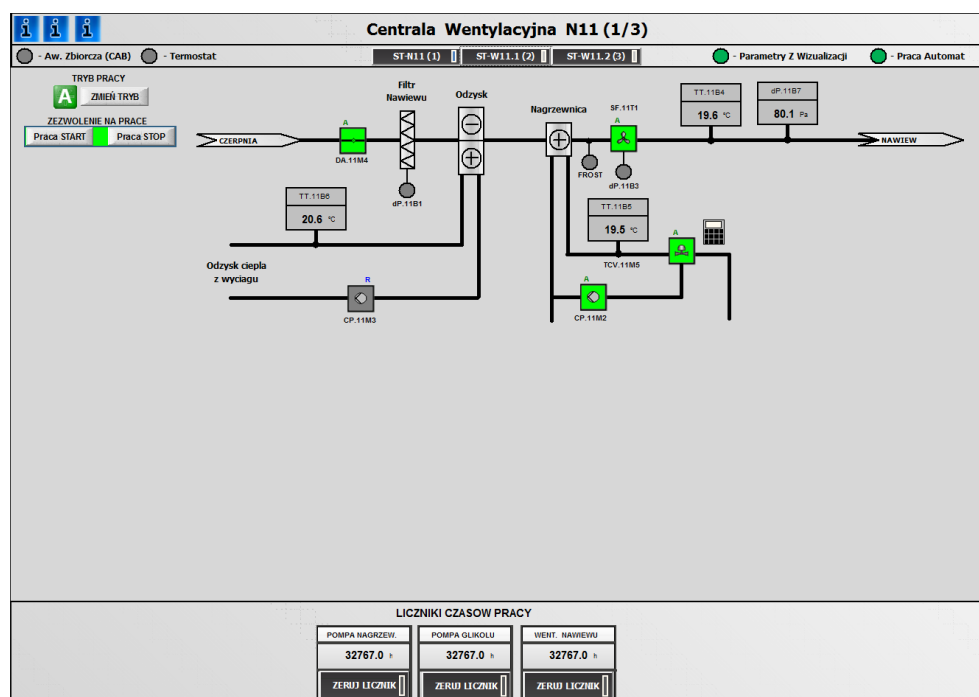 i i i
Centrala Wentylacyjna N11 (1/3)
- Aw. Zbiorcza (CAB) - Termostat
ST-N11 (1) ST-W11.1 (2) ST-W11.2 (3)
- Parametry Z Wizualizacji - Praca Automat
TRYB PRACY
A ZMIEŃ TRYB
ZEZWOLENIE NA PRACE
Praca START Praca STOP
Filtr
Nawiewu
Odzysk
Nagrzewnica
SF.11T1
A
TT.11B4
19.6 °C
dP.11B7
80.1 Pa
CZERPNIA
A
DA.11M4
dP.11B1
FROST
dP.11B3
NAWIEW
TT.11B6
20.6 °C
TT.11B5
19.5 °C
TCV.11M5
A
Odzysk ciepla
z wyciagu
R
CP.11M3
A
CP.11M2
LICZNIKI CZASOW PRACY
POMPA NAGRZEW. POMPA GLIKOLU WENT. NAWIEWU
32767.0 h 32767.0 h 32767.0 h
ZERUJ LICZNIK ZERUJ LICZNIK ZERUJ LICZNIK